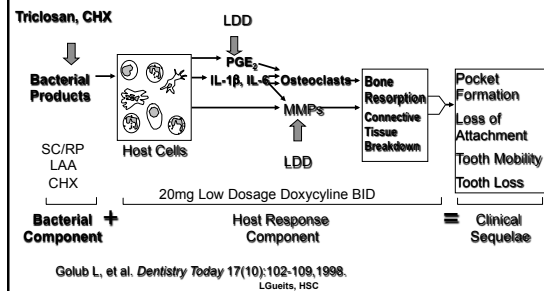 Triclosan, CHX
LDD
PGE2
Bacterial Products
IL-1β, IL-6
Osteoclasts
Bone Resorption
Connective Tissue Breakdown
MMPs
LDD
Host Cells
Pocket Formation
Loss of Attachment
Tooth Mobility
Tooth Loss
SC/RP
LAA
CHX
20mg Low Dosage Doxycyline BID
Bacterial Component
+
Host Response Component
=
Clinical Sequelae
Golub L, et al. Dentistry Today 17(10):102-109,1998.
LGueits, HSC